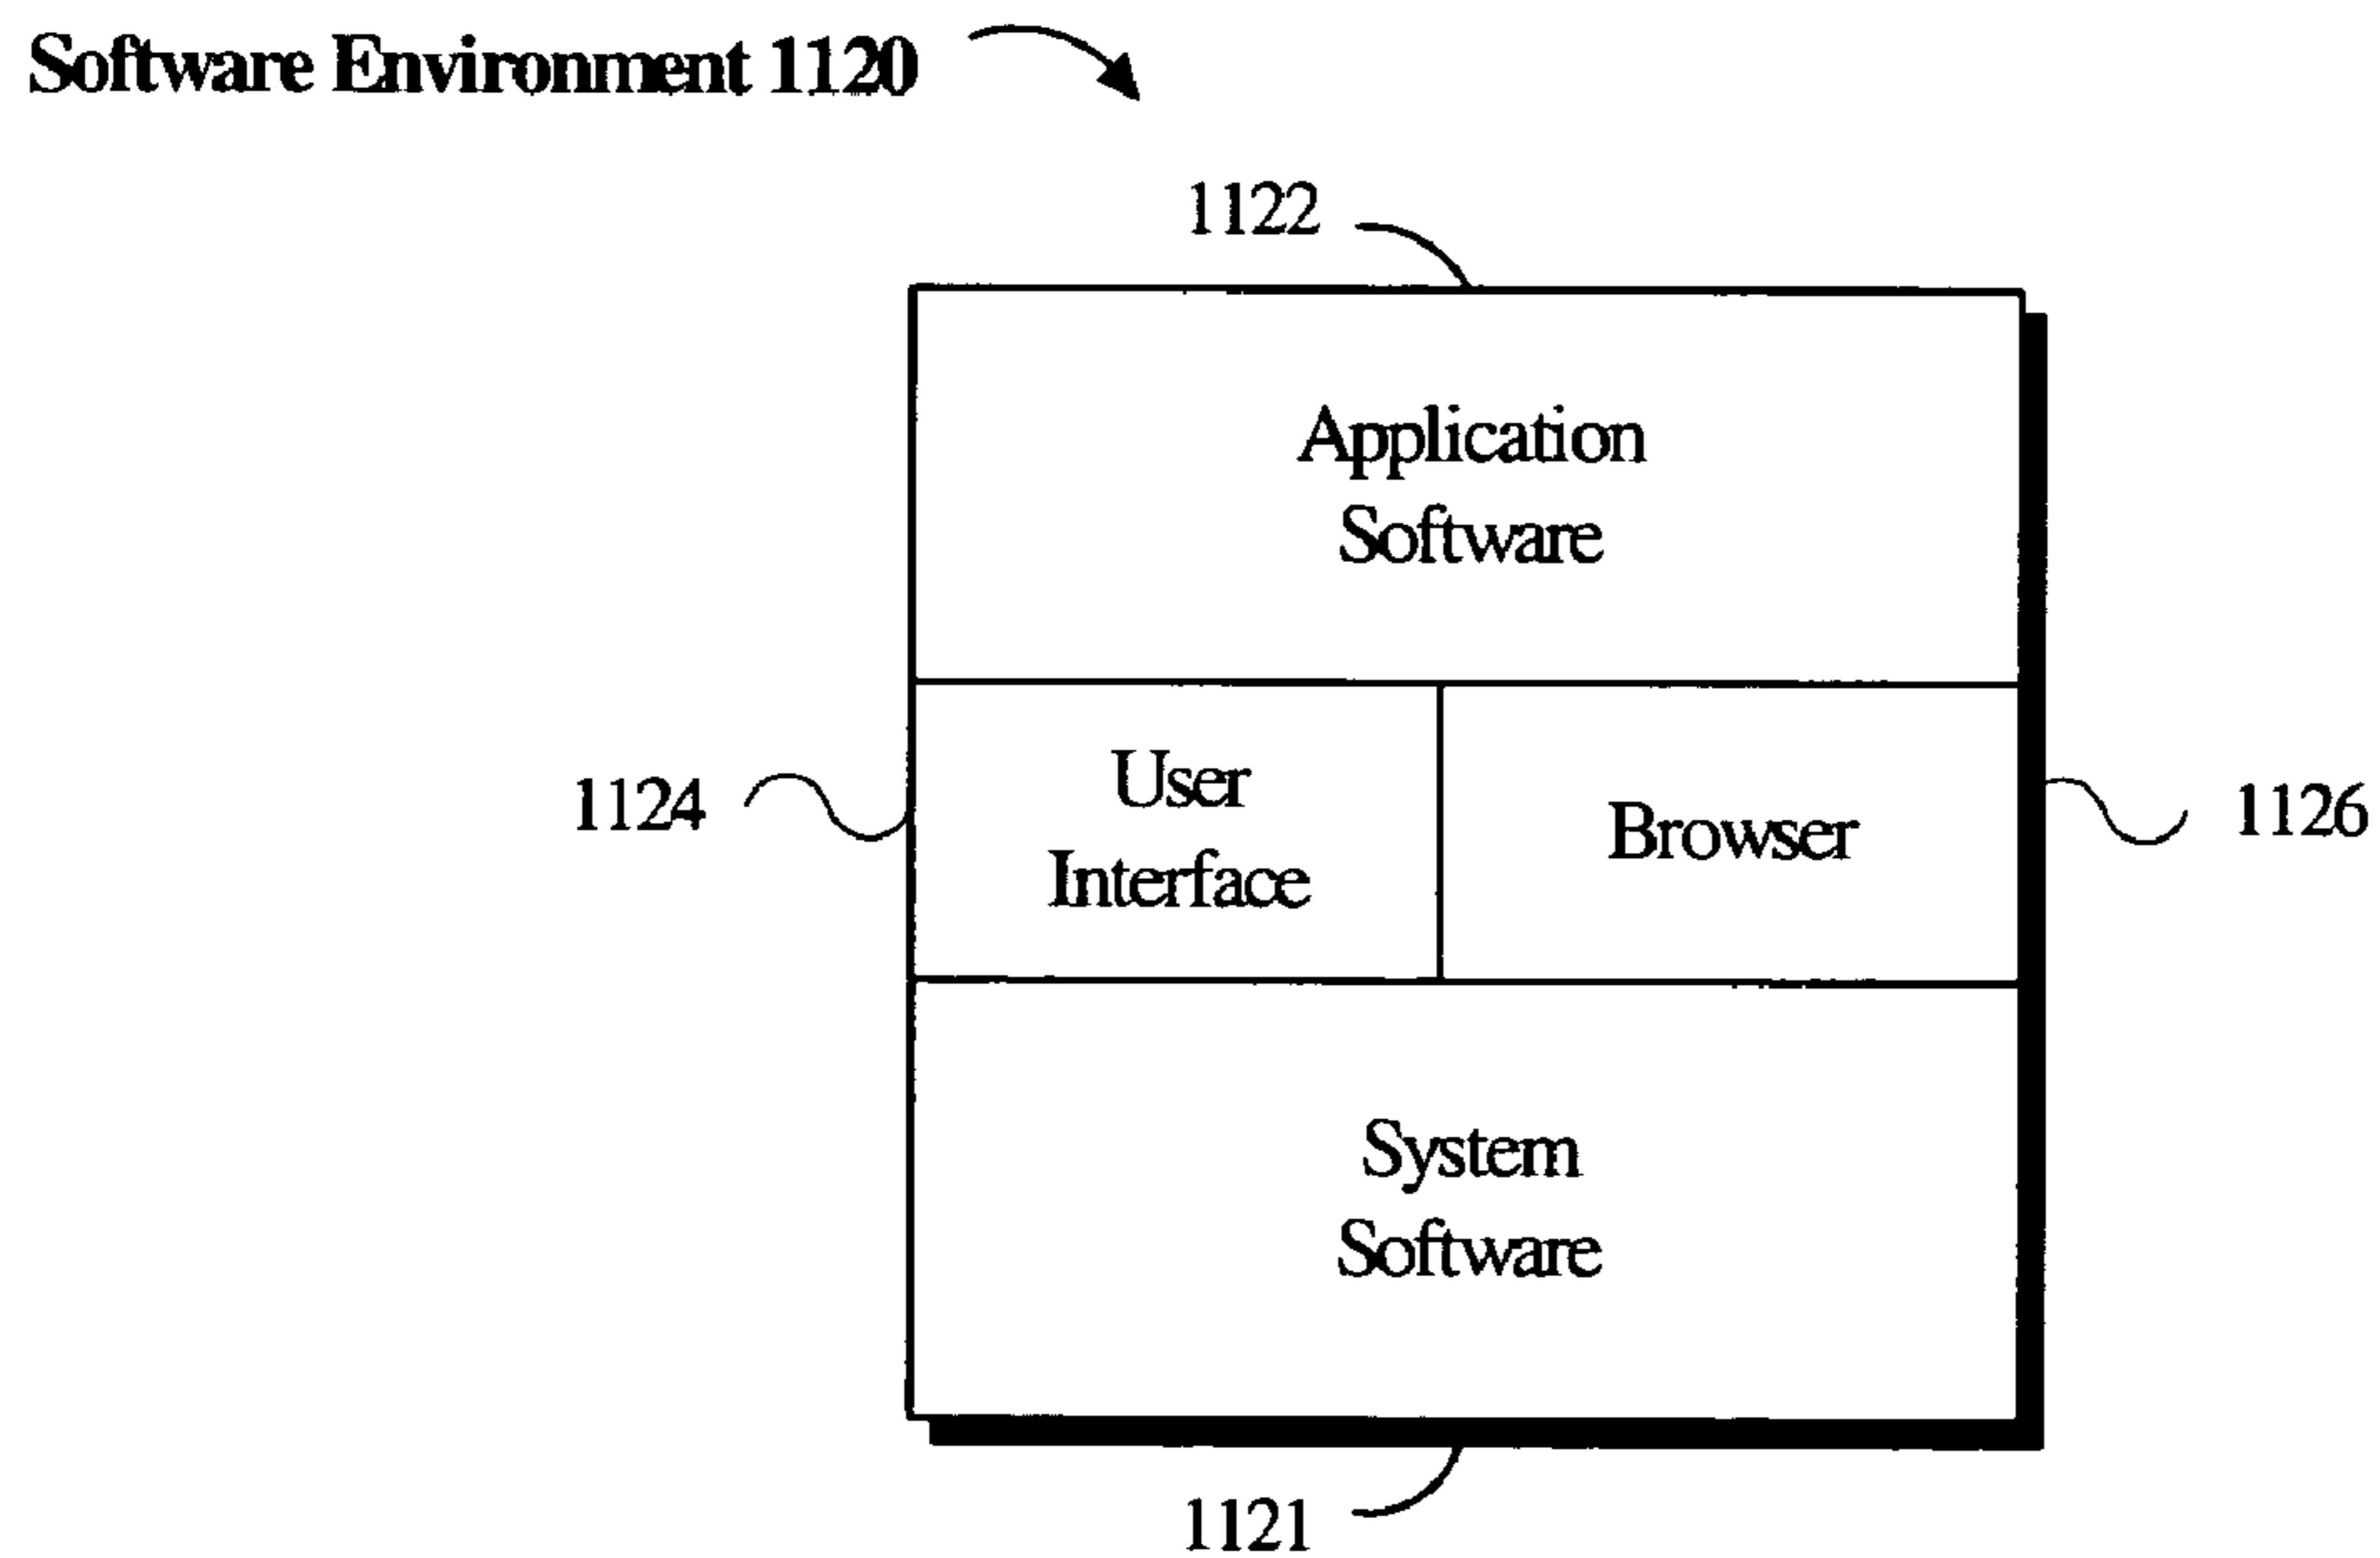 Software Environment 1120
1122
Application
Software
1124
User
Interface
Browser
1126
System
Software
1121